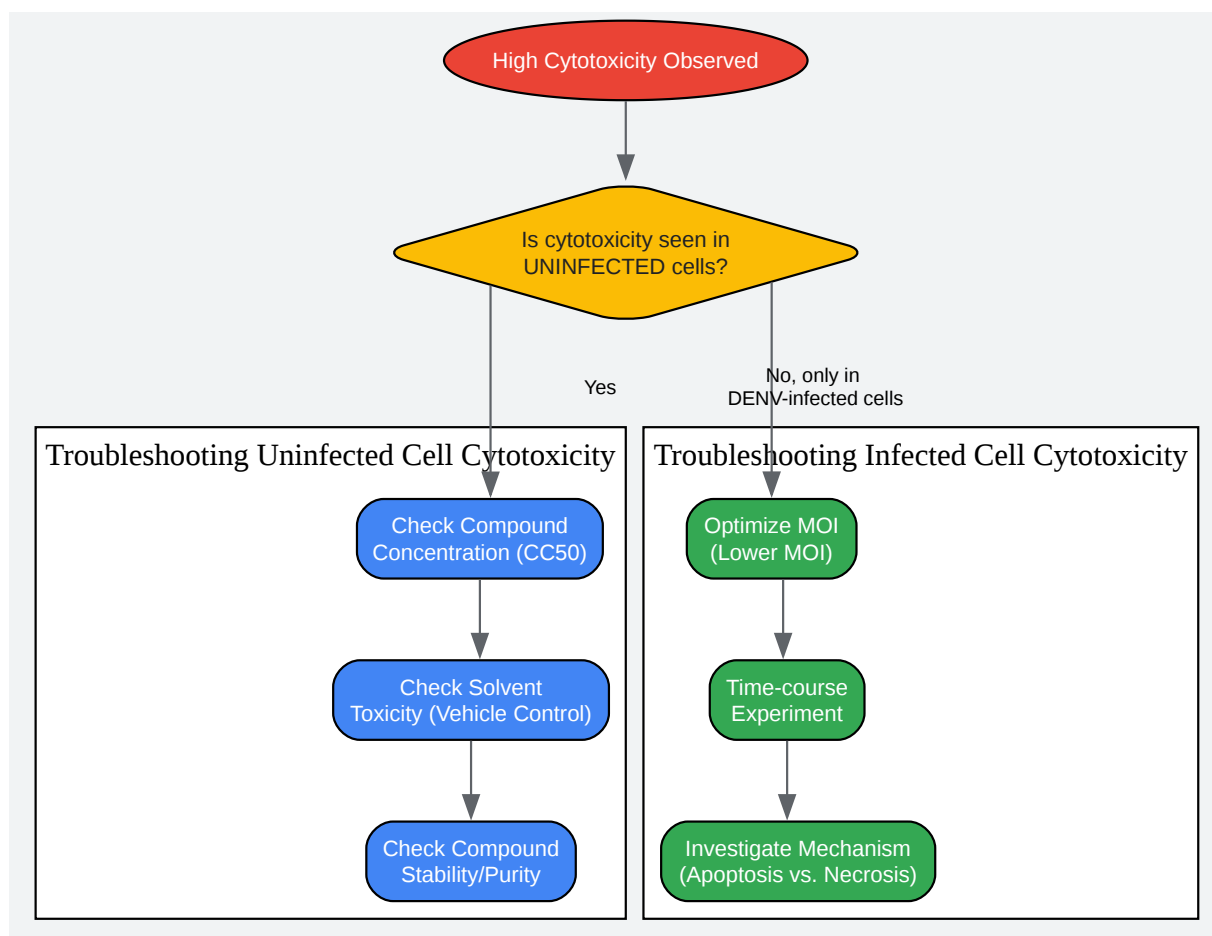 High Cytotoxicity Observed
Is cytotoxicity seen in
UNINFECTED cells?
Yes
No, only in
DENV-infected cells
Troubleshooting Uninfected Cell Cytotoxicity
Check Compound
Concentration (CC50)
Check Solvent
Toxicity (Vehicle Control)
Check Compound
Stability/Purity
Troubleshooting Infected Cell Cytotoxicity
Optimize MOI
(Lower MOI)
Time-course
Experiment
Investigate Mechanism
(Apoptosis vs. Necrosis)